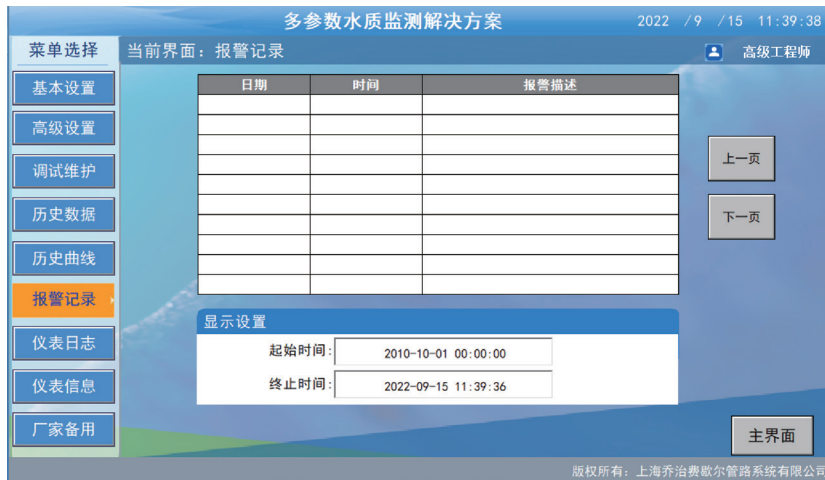 多参数水质监测解决方案 2022 /9 /15 11:39:38
菜单选择 当前界面：报警记录 高级工程师
基本设置
高级设置
调试维护
历史数据
历史曲线
报警记录
仪表日志
仪表信息
厂家备用
日期 时间 报警描述
上一页
下一页
显示设置
起始时间: 2010-10-01 00:00:00
终止时间: 2022-09-15 11:39:36
主界面
版权所有：上海乔治费歇尔管路系统有限公司